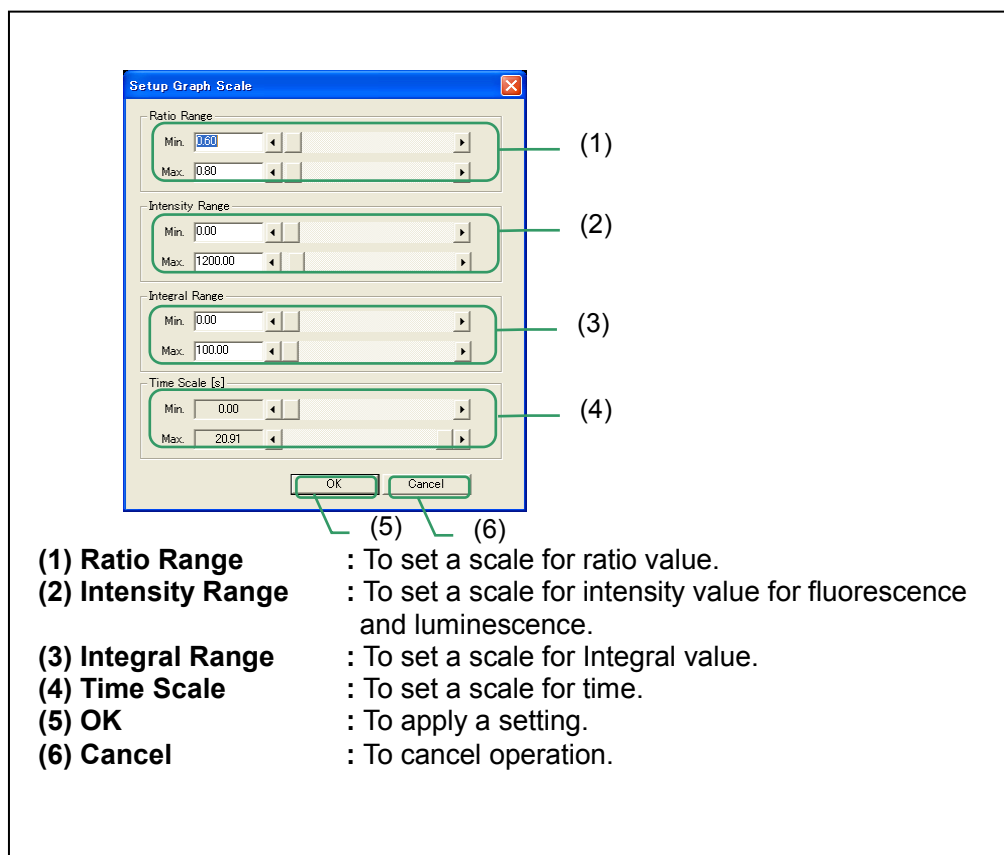 Setup Graph Scale
Ratio Range
Min. 0.60
(1)
Max. 0.80
Intensity Range
Min. 0.00
(2)
Max. 1200.00
Integral Range
Min. 0.00
(3)
Max. 100.00
Time Scale [s]
Min. 0.00
(4)
Max. 20.91
OK Cancel
(5) (6)
(1) Ratio Range : To set a scale for ratio value.
(2) Intensity Range : To set a scale for intensity value for fluorescence
and luminescence.
(3) Integral Range : To set a scale for Integral value.
(4) Time Scale : To set a scale for time.
(5) OK : To apply a setting.
(6) Cancel : To cancel operation.